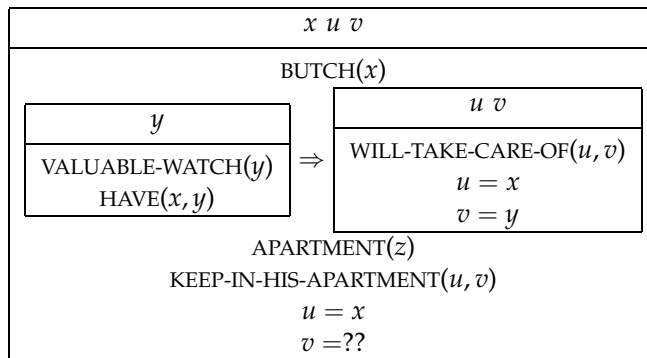 x u v
BUTCH(x)
y
VALUABLE-WATCH(y)
HAVE(x, y)
⇒
u v
WILL-TAKE-CARE-OF(u, v)
u = x
v = y
APARTMENT(z)
KEEP-IN-HIS-APARTMENT(u, v)
u = x
v =??